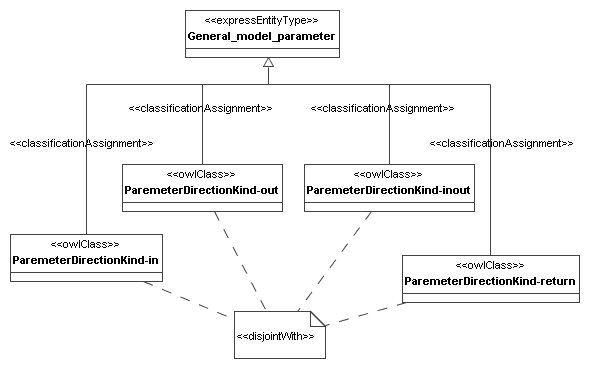 <<expressEntityType>>
General_model_parameter
<<classificationAssignment>> <<classificationAssignment>>
<<classificationAssignment>> <<classificationAssignment>>
<<owlClass>>
ParemeterDirectionKind-out
<<owlClass>>
ParemeterDirectionKind-inout
<<owlClass>>
ParemeterDirectionKind-in
<<owlClass>>
ParemeterDirectionKind-return
<<disjointWith>>